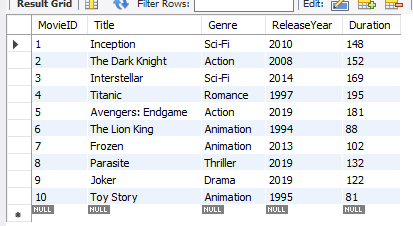 Result Grid Filter Rows: Edit:
MovieID Title Genre ReleaseYear Duration
1 Inception Sci-Fi 2010 148
2 The Dark Knight Action 2008 152
3 Interstellar Sci-Fi 2014 169
4 Titanic Romance 1997 195
5 Avengers: Endgame Action 2019 181
6 The Lion King Animation 1994 88
7 Frozen Animation 2013 102
8 Parasite Thriller 2019 132
9 Joker Drama 2019 122
10 Toy Story Animation 1995 81
NULL NULL NULL NULL NULL